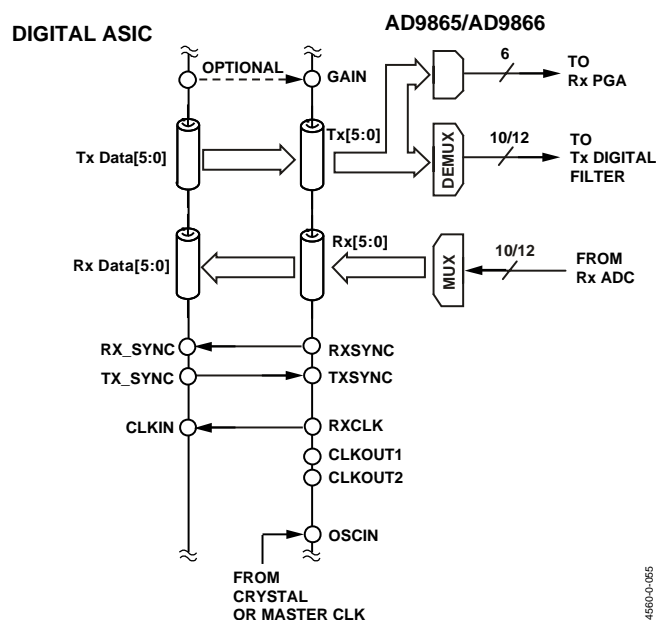 DIGITAL ASIC
AD9865/AD9866
OPTIONAL
GAIN
6
TO
Rx PGA
Tx Data[5:0]
Tx[5:0]
DEMUX
10/12
TO
Tx DIGITAL
FILTER
Rx Data[5:0]
Rx[5:0]
MUX
10/12
FROM
Rx ADC
RX_SYNC
RXSYNC
TX_SYNC
TXSYNC
CLKIN
RXCLK
CLKOUT1
CLKOUT2
OSCIN
FROM
CRYSTAL
OR MASTER CLK
4560-0-055